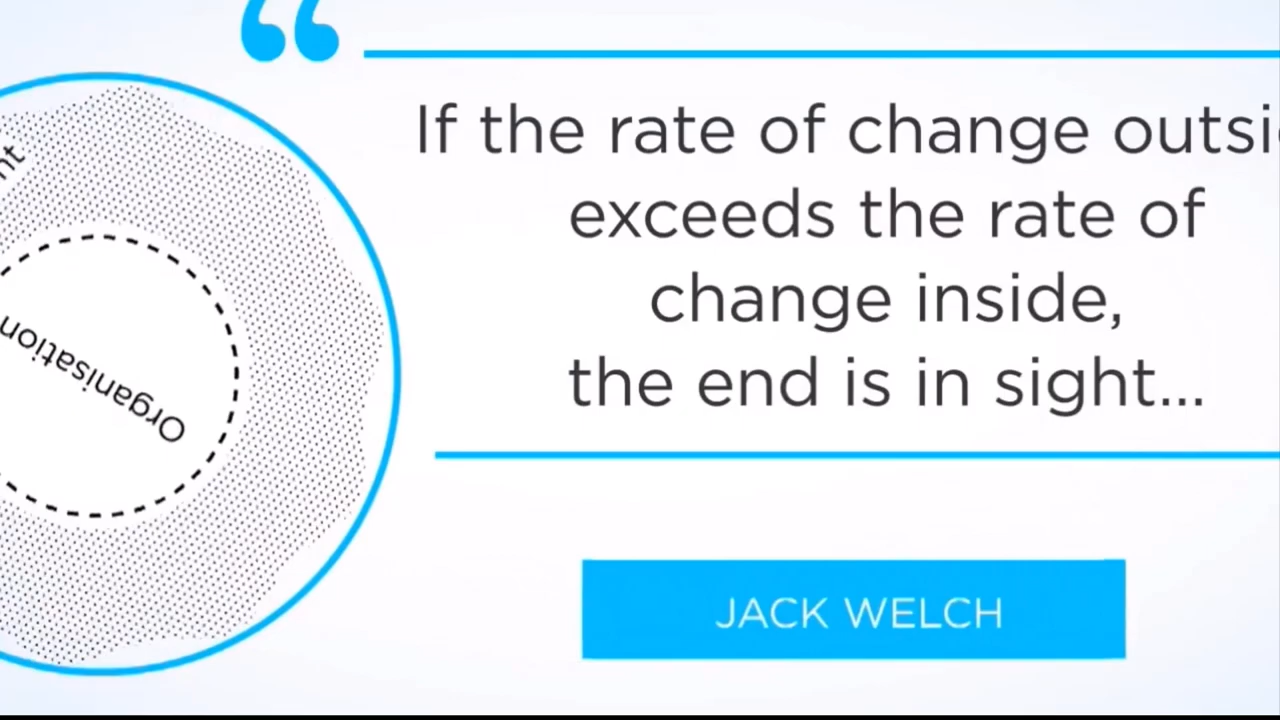 If the rate of change outsi
exceeds the rate of
change inside,
the end is in sight...
JACK WELCH
nt
Organisation